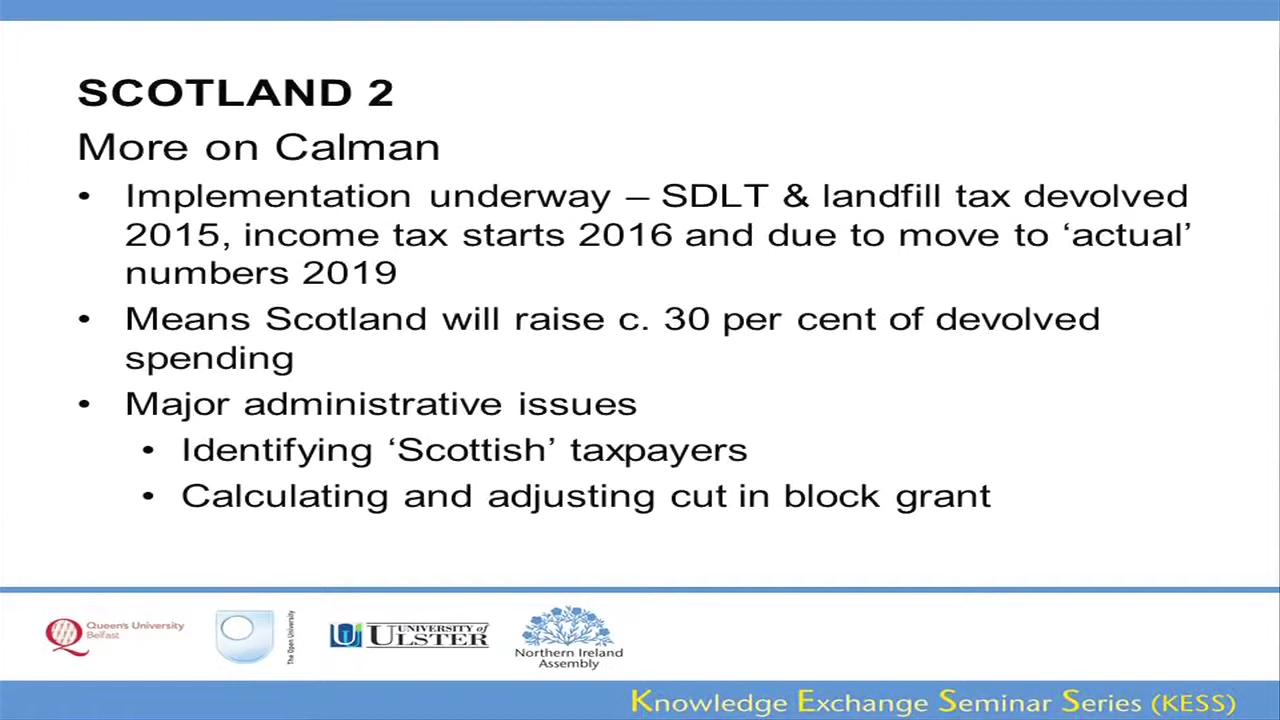 SCOTLAND 2
More on Calman
• Implementation underway – SDLT & landfill tax devolved
2015, income tax starts 2016 and due to move to ‘actual’
numbers 2019
• Means Scotland will raise c. 30 per cent of devolved
spending
• Major administrative issues
• Identifying ‘Scottish’ taxpayers
• Calculating and adjusting cut in block grant
Queen's University
Belfast
The Open University
UNIVERSITY of
ULSTER
Northern Ireland
Assembly
Knowledge Exchange Seminar Series (KESS)